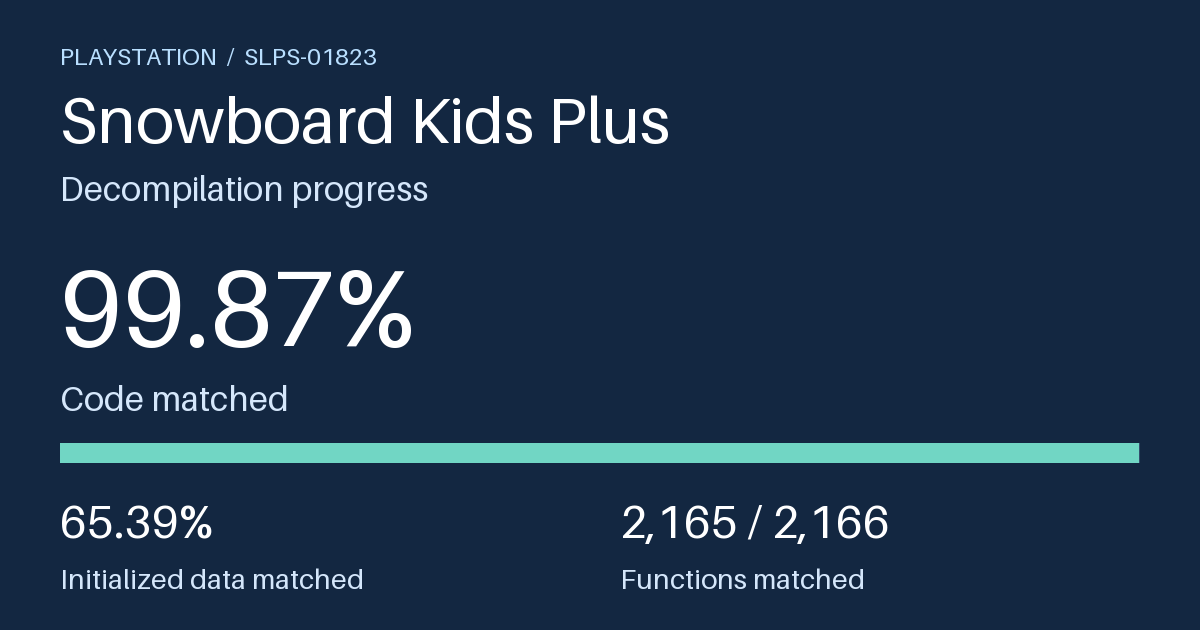 PLAYSTATION / SLPS-01823
Snowboard Kids Plus
Decompilation progress
99.87%
Code matched
65.39%
Initialized data matched
2,165 / 2,166
Functions matched